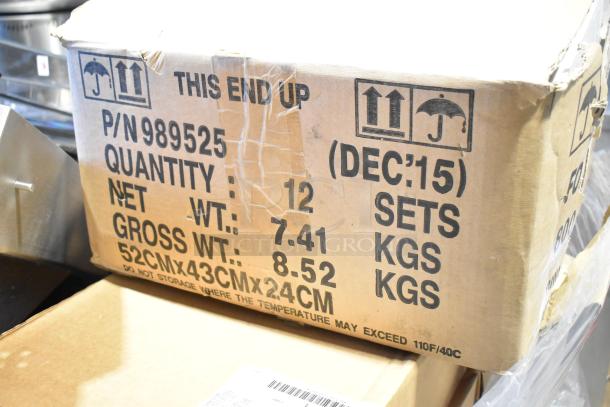 THIS END UP
P/N 989525 (DEC.'15)
QUANTITY : 12 SETS
NET WT.: 7.41 KGS
GROSS WT.: 8.52 KGS
52CMX43CMX24CM
DO NOT STORAGE WHERE THE TEMPERATURE MAY EXCEED 110F/40C